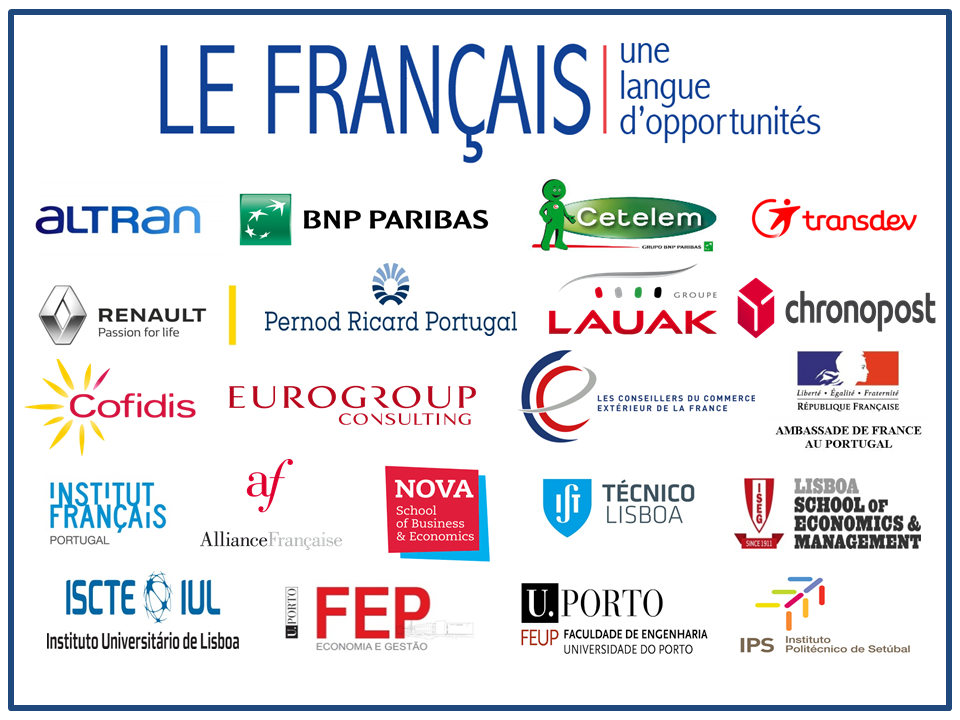 LE FRANÇAIS
une
langue
d'opportunités
ALTRAN
BNP PARIBAS
Cetelem
GRUPO BNP PARIBAS
transdev
RENAULT
Passion for life
Pernod Ricard Portugal
GROUPE
LAUAK
chronopost
Cofidis
EUROGROUP
CONSULTING
LES CONSEILLERS DU COMMERCE
EXTÉRIEUR DE LA FRANCE
Liberté • Égalité • Fraternité
RÉPUBLIQUE FRANÇAISE
AMBASSADE DE FRANCE
AU PORTUGAL
INSTITUT
FRANÇAIS
PORTUGAL
af
AllianceFrançaise
NOVA
School
of Business
& Economics
IST
TÉCNICO
LISBOA
ISEG
SINCE 1911
LISBOA
SCHOOL OF
ECONOMICS &
MANAGEMENT
ISCTE IUL
Instituto Universitário de Lisboa
U.PORTO
FEP
ECONOMIA E GESTÃO
U.PORTO
FEUP FACULDADE DE ENGENHARIA
UNIVERSIDADE DO PORTO
IPS Instituto
Politécnico de Setúbal